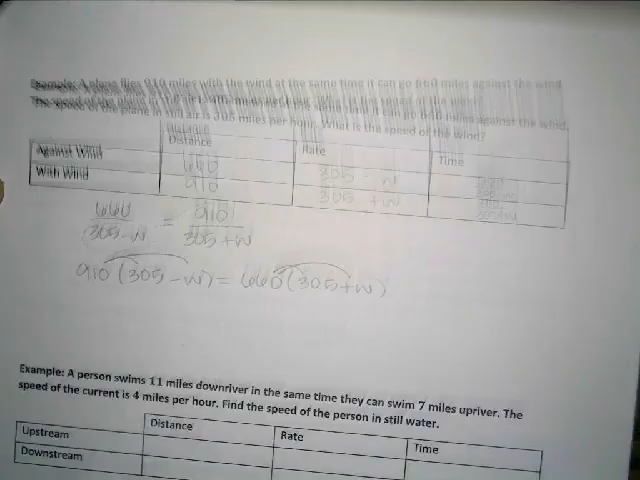 Example: A plane flies 910 miles with the wind at the same time it can go 660 miles against the wind.
The speed of the plane in still air is 305 miles per hour. What is the speed of the wind?
Distance Rate Time
Against Wind 660 305 - W
With Wind 910 305 + W
660/305-W = 910/305+W
910 (305 - W) = 660 (305 + W)
Example: A person swims 11 miles downriver in the same time they can swim 7 miles upriver. The
speed of the current is 4 miles per hour. Find the speed of the person in still water.
Distance Rate Time
Upstream
Downstream